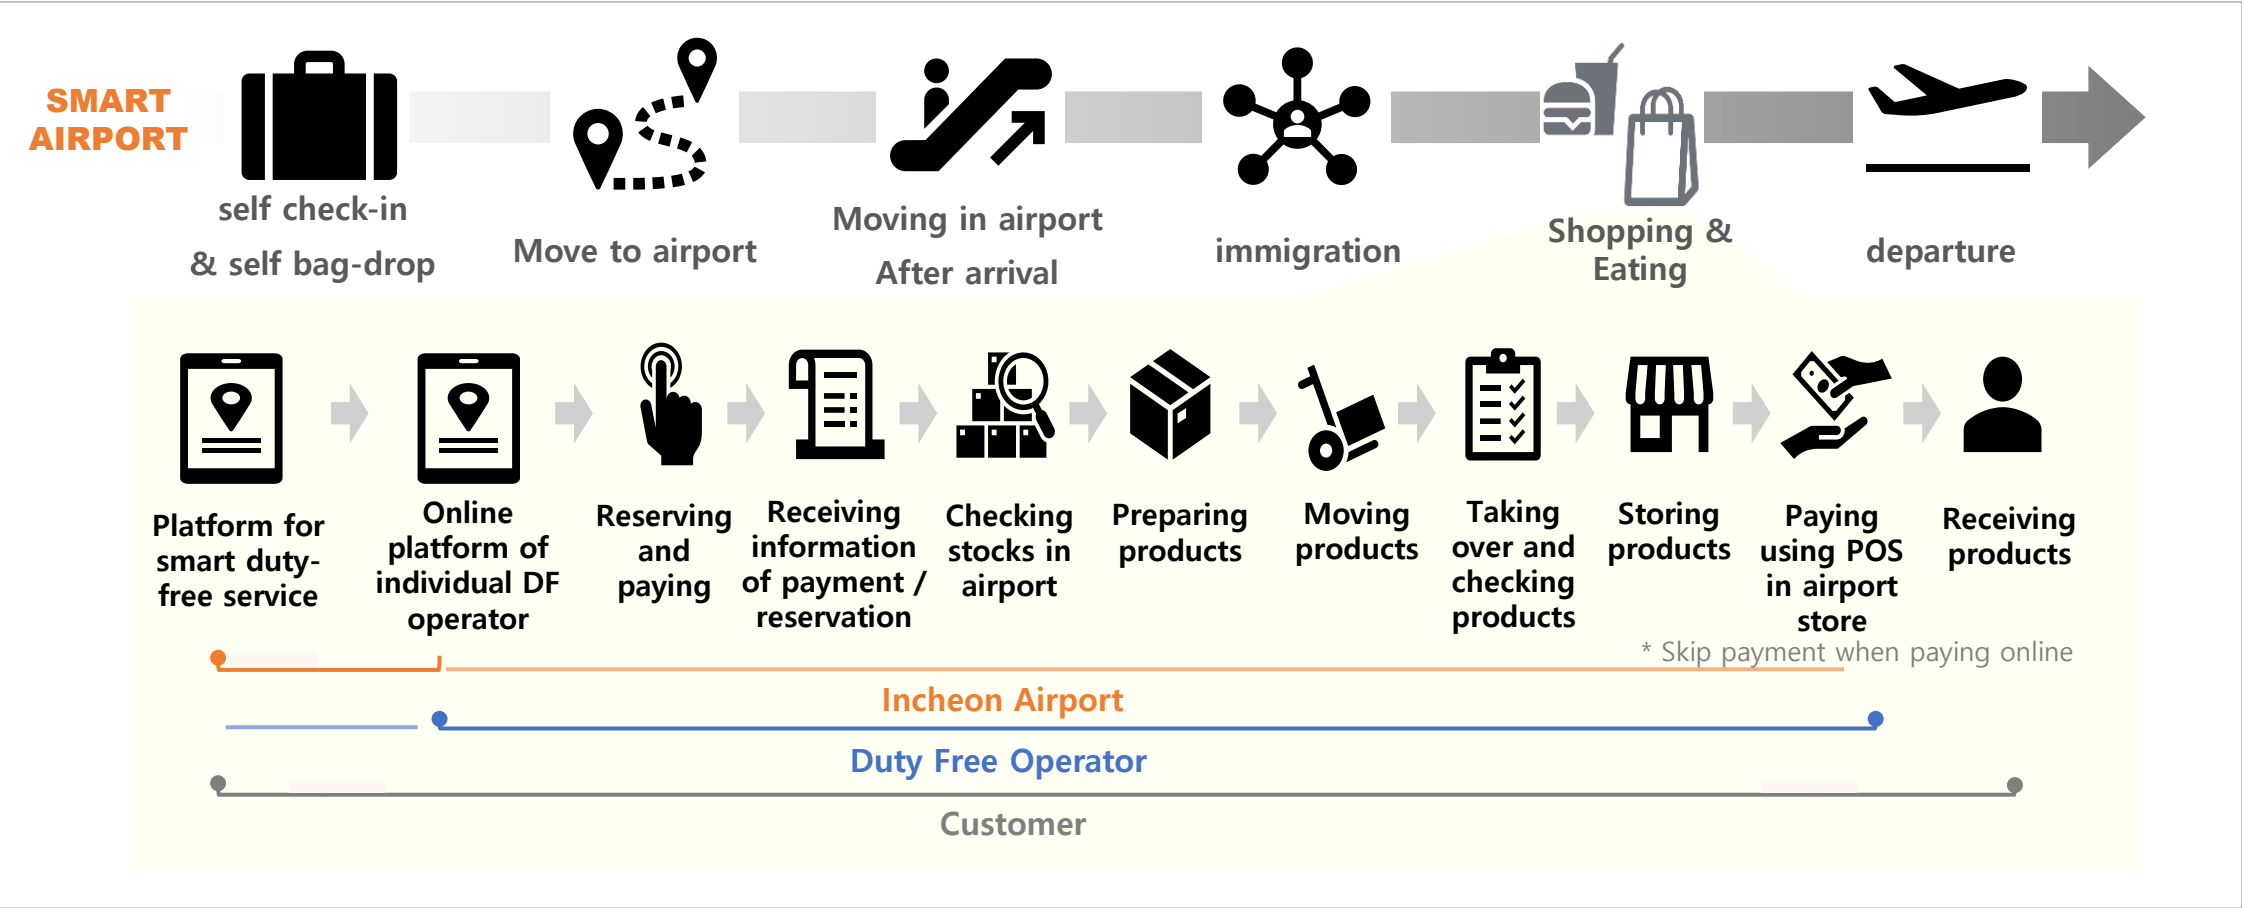 SMART
AIRPORT
self check-in
& self bag-drop
Move to airport
Moving in airport
After arrival
immigration
Shopping &
Eating
departure
Platform for
smart duty-
free service
Online
platform of
individual DF
operator
Reserving
and
paying
Receiving
information
of payment /
reservation
Checking
stocks in
airport
Preparing
products
Moving
products
Taking
over and
checking
products
Storing
products
Paying
using POS
in airport
store
Receiving
products
* Skip payment when paying online
Incheon Airport
Duty Free Operator
Customer